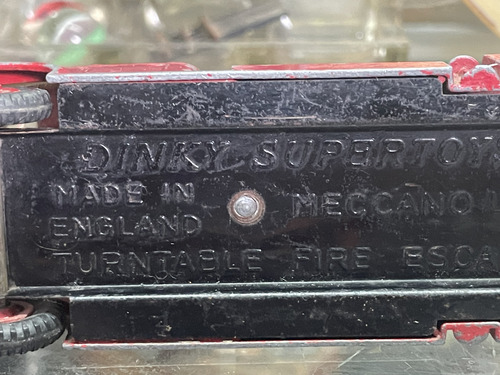 DINKY SUPERTOY
MADE IN
ENGLAND
MECCANO
TURNTABLE FIRE ESCA